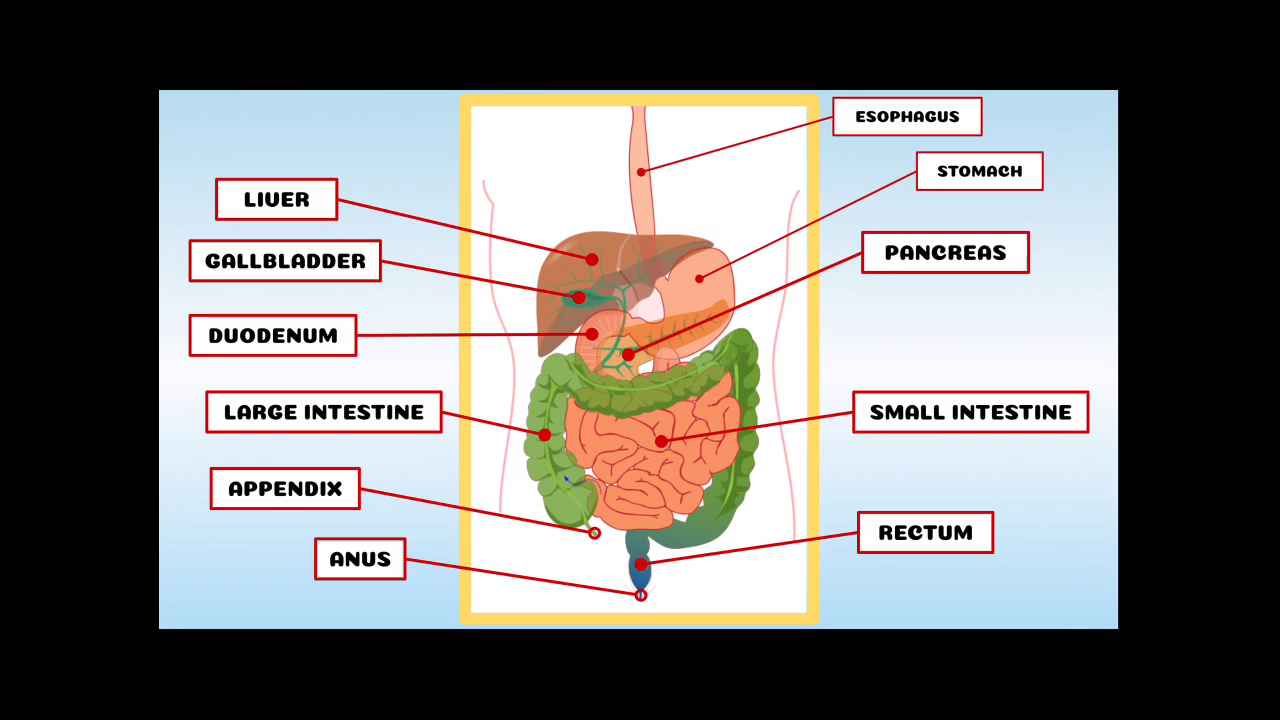 ESOPHAGUS
STOMACH
LIVER
GALLBLADDER
PANCREAS
DUODENUM
LARGE INTESTINE
SMALL INTESTINE
APPENDIX
RECTUM
ANUS